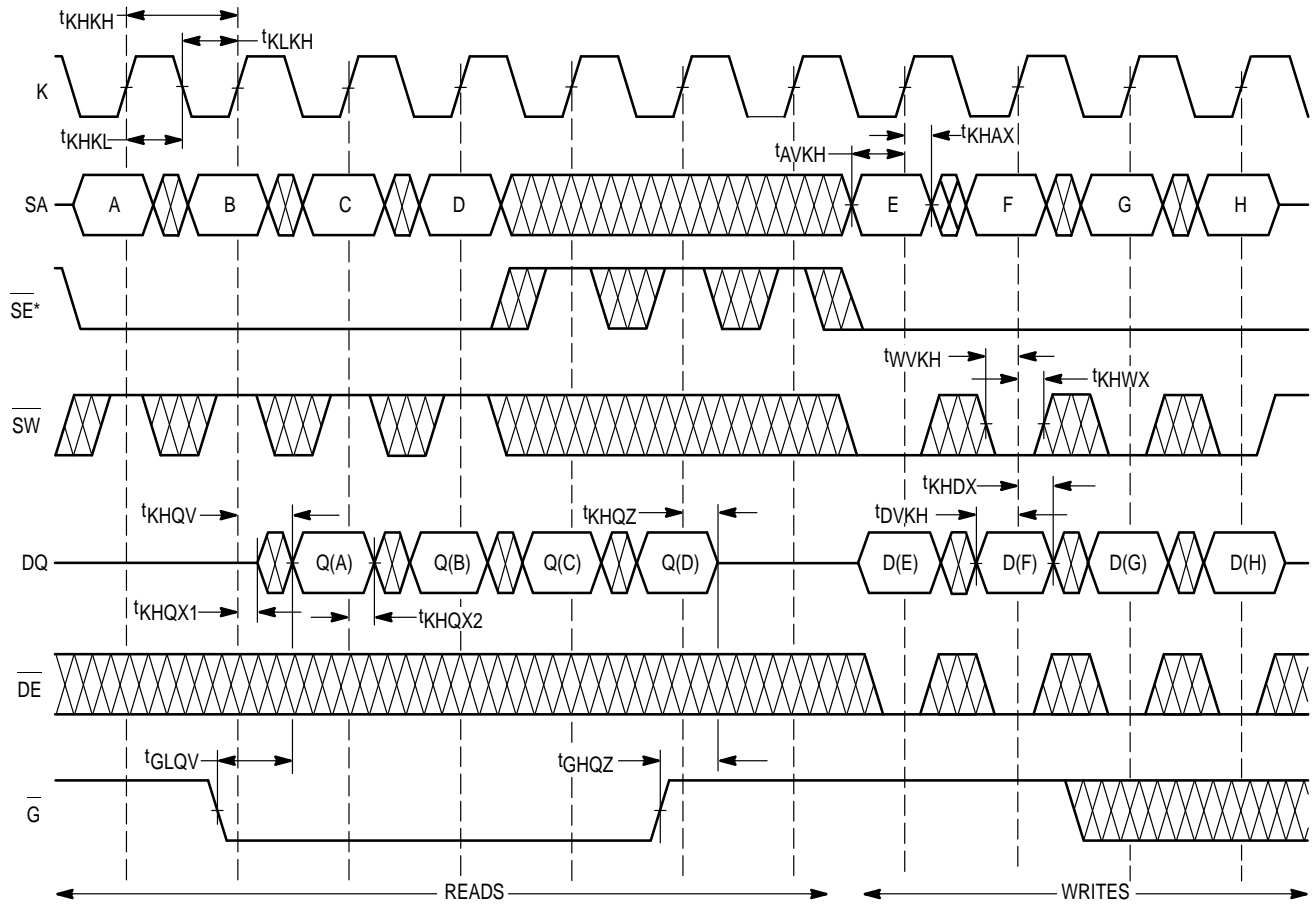 tKHKH
tKLKH
K
tKHKL
tAVKH
tKHAX
SA A B C D E F G H
SE*
tWVKH
tKHWX
SW
tKHQV
tKHQZ
tKHDX
tDVKH
DQ Q(A) Q(B) Q(C) Q(D) D(E) D(F) D(G) D(H)
tKHQX1
tKHQX2
DE
tGLQV
tGHQZ
G
READS WRITES